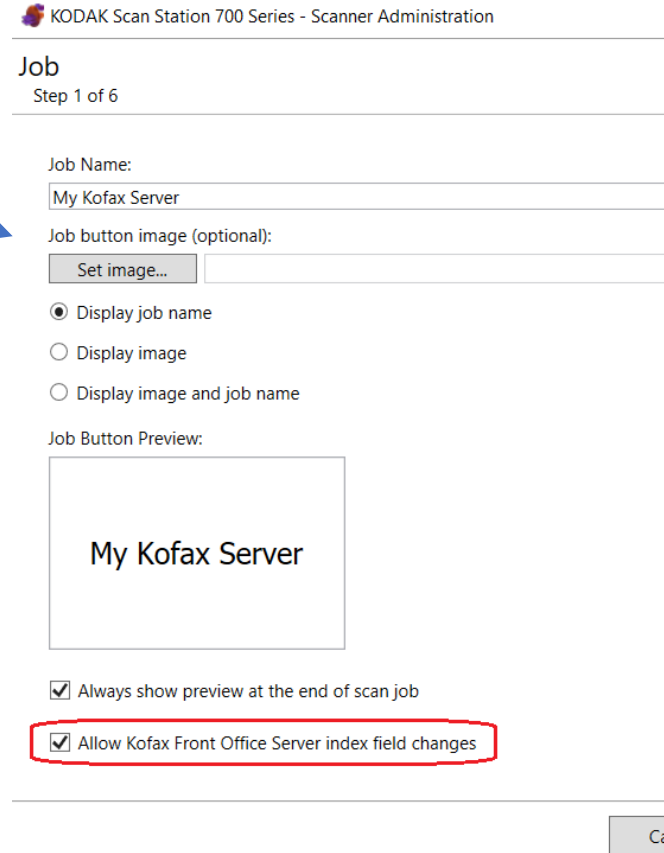 KODAK Scan Station 700 Series - Scanner Administration
Job
Step 1 of 6
Job Name:
My Kofax Server
Job button image (optional):
Set image...
Display job name
Display image
Display image and job name
Job Button Preview:
My Kofax Server
Always show preview at the end of scan job
Allow Kofax Front Office Server index field changes